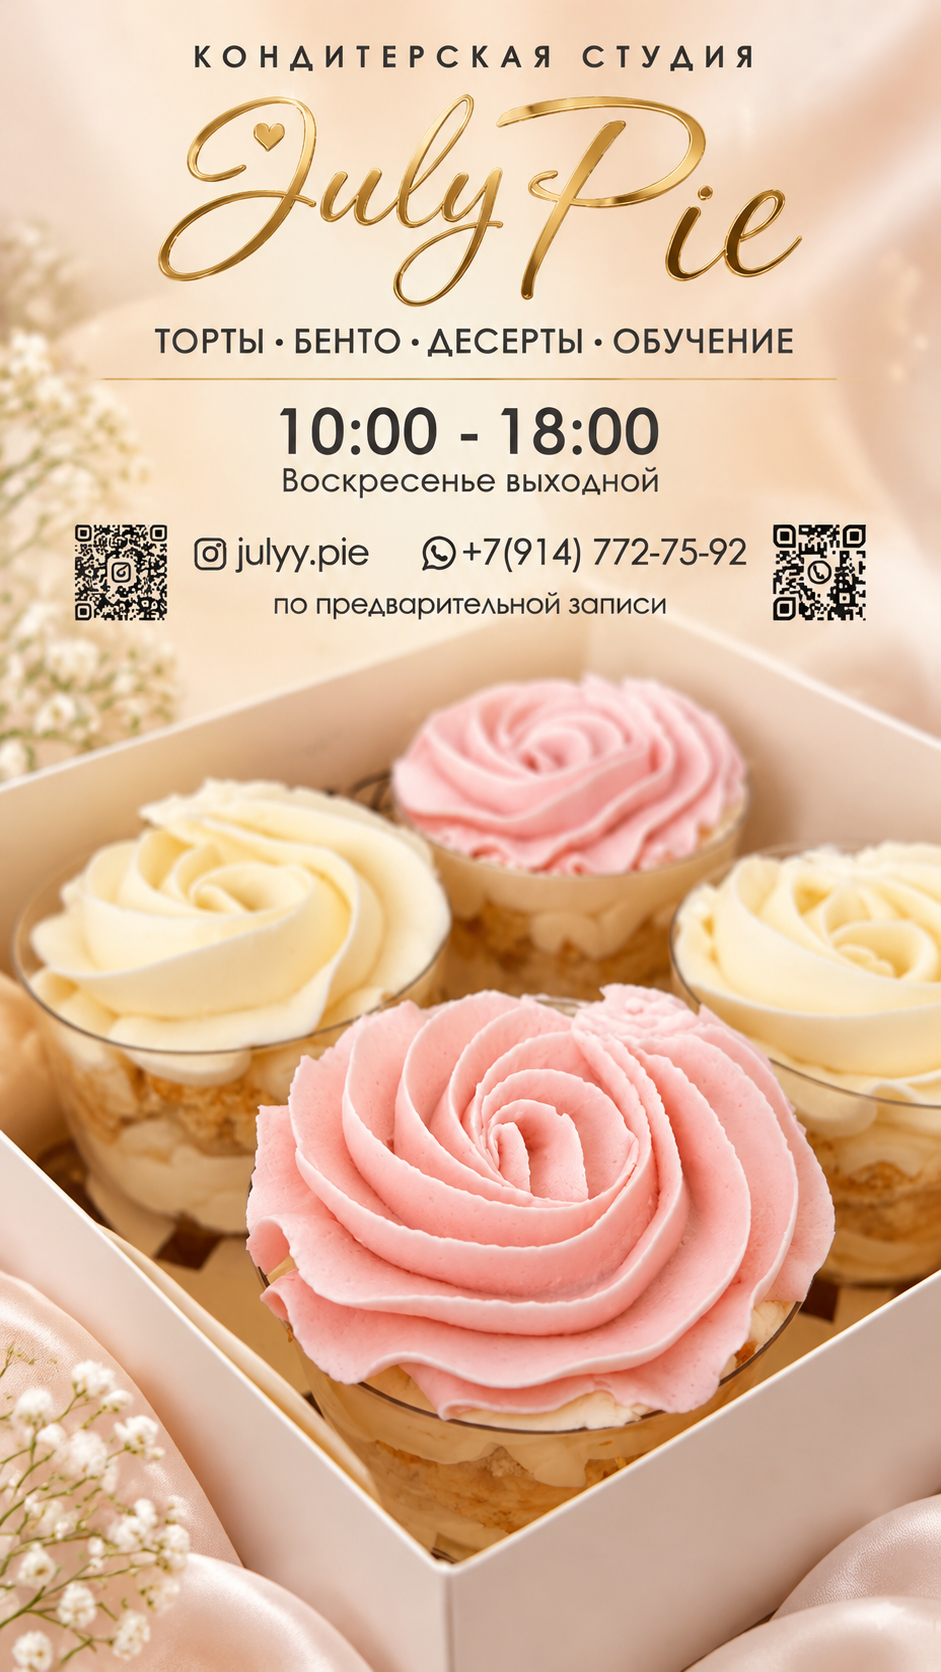 КОНДИТЕРСКАЯ СТУДИЯ
July Pie
ТОРТЫ · БЕНТО · ДЕСЕРТЫ · ОБУЧЕНИЕ
10:00 - 18:00
Воскресенье выходной
julyy.pie +7(914) 772-75-92
по предварительной записи